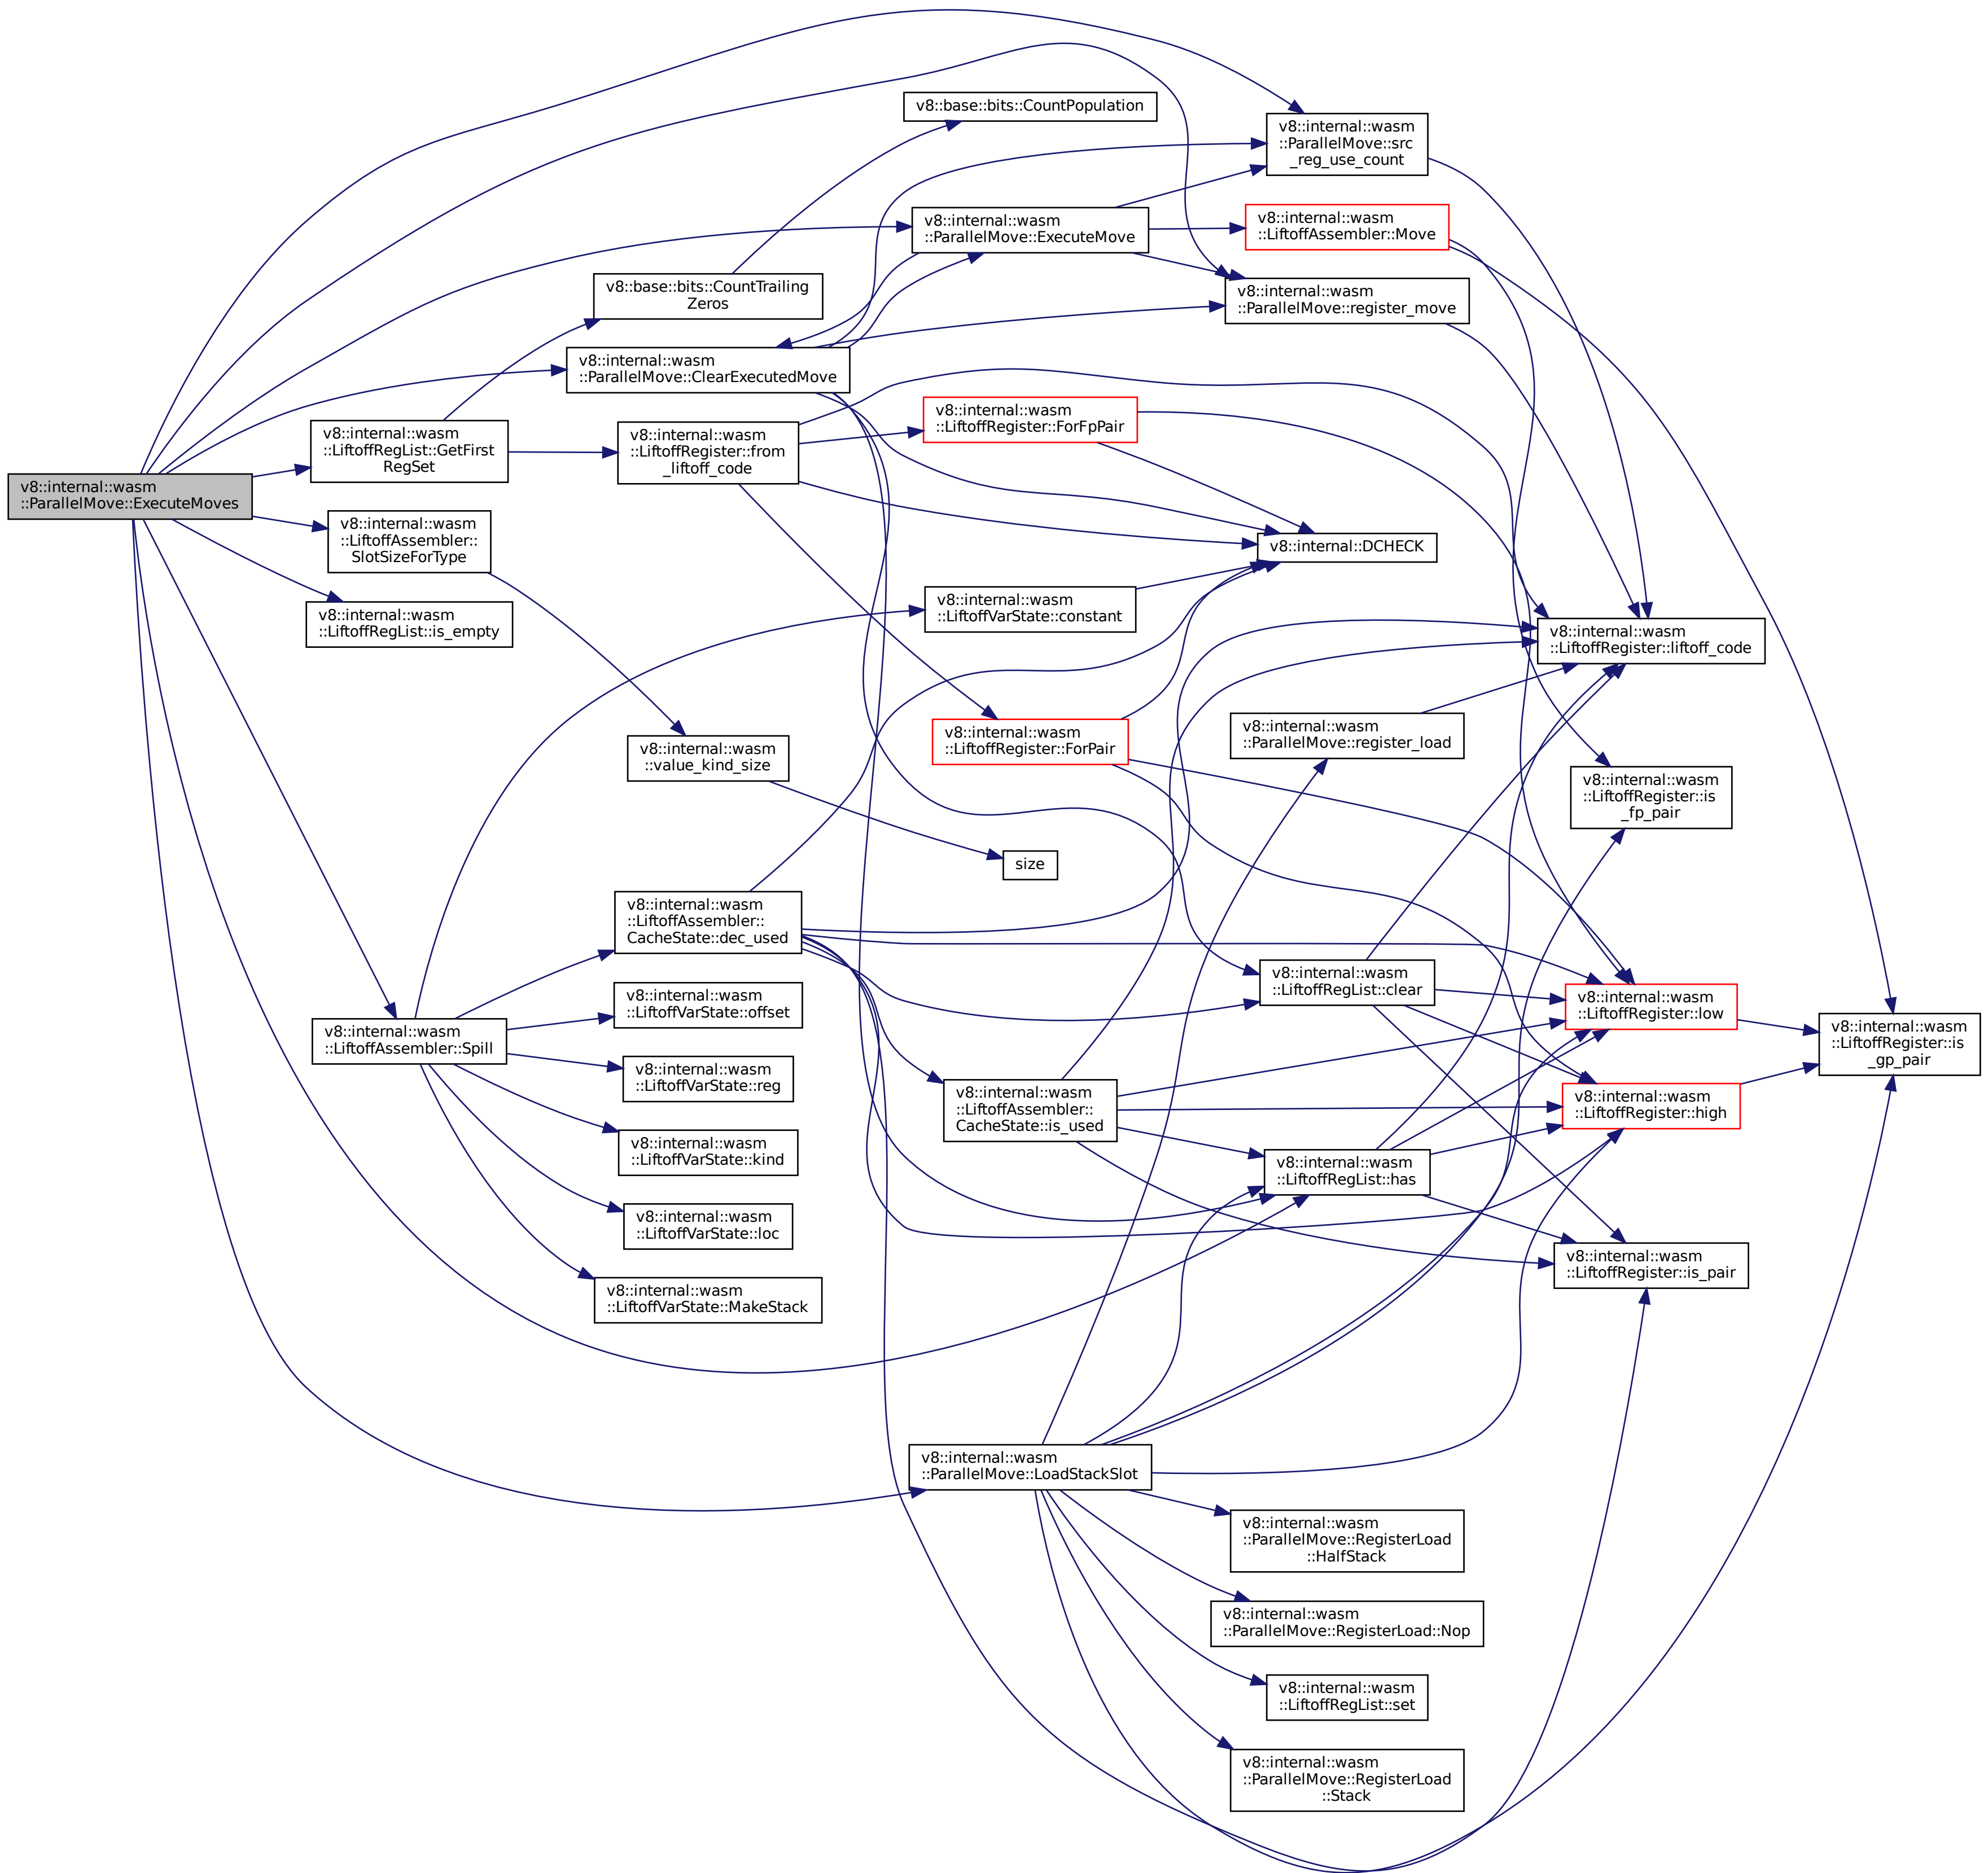 v8::internal::wasm
::ParallelMove::ExecuteMoves
v8::internal::wasm
::LiftoffRegList::GetFirst
RegSet
v8::internal::wasm
::LiftoffAssembler::
SlotSizeForType
v8::internal::wasm
::LiftoffRegList::is_empty
v8::internal::wasm
::LiftoffAssembler::Spill
v8::base::bits::CountTrailing
Zeros
v8::internal::wasm
::ParallelMove::ClearExecutedMove
v8::internal::wasm
::LiftoffRegister::from
_liftoff_code
v8::internal::wasm
::value_kind_size
v8::internal::wasm
::LiftoffAssembler::
CacheState::dec_used
v8::internal::wasm
::LiftoffVarState::offset
v8::internal::wasm
::LiftoffVarState::reg
v8::internal::wasm
::LiftoffVarState::kind
v8::internal::wasm
::LiftoffVarState::loc
v8::internal::wasm
::LiftoffVarState::MakeStack
v8::base::bits::CountPopulation
v8::internal::wasm
::ParallelMove::ExecuteMove
v8::internal::wasm
::LiftoffRegister::ForFpPair
v8::internal::wasm
::LiftoffVarState::constant
v8::internal::wasm
::LiftoffRegister::ForPair
size
v8::internal::wasm
::LiftoffAssembler::
CacheState::is_used
v8::internal::wasm
::ParallelMove::LoadStackSlot
v8::internal::wasm
::ParallelMove::src
_reg_use_count
v8::internal::wasm
::LiftoffAssembler::Move
v8::internal::wasm
::ParallelMove::register_move
v8::internal::DCHECK
v8::internal::wasm
::ParallelMove::register_load
v8::internal::wasm
::LiftoffRegList::clear
v8::internal::wasm
::LiftoffRegList::has
v8::internal::wasm
::ParallelMove::RegisterLoad
::HalfStack
v8::internal::wasm
::ParallelMove::RegisterLoad::Nop
v8::internal::wasm
::LiftoffRegList::set
v8::internal::wasm
::ParallelMove::RegisterLoad
::Stack
v8::internal::wasm
::LiftoffRegister::liftoff_code
v8::internal::wasm
::LiftoffRegister::is
_fp_pair
v8::internal::wasm
::LiftoffRegister::low
v8::internal::wasm
::LiftoffRegister::high
v8::internal::wasm
::LiftoffRegister::is_pair
v8::internal::wasm
::LiftoffRegister::is
_gp_pair